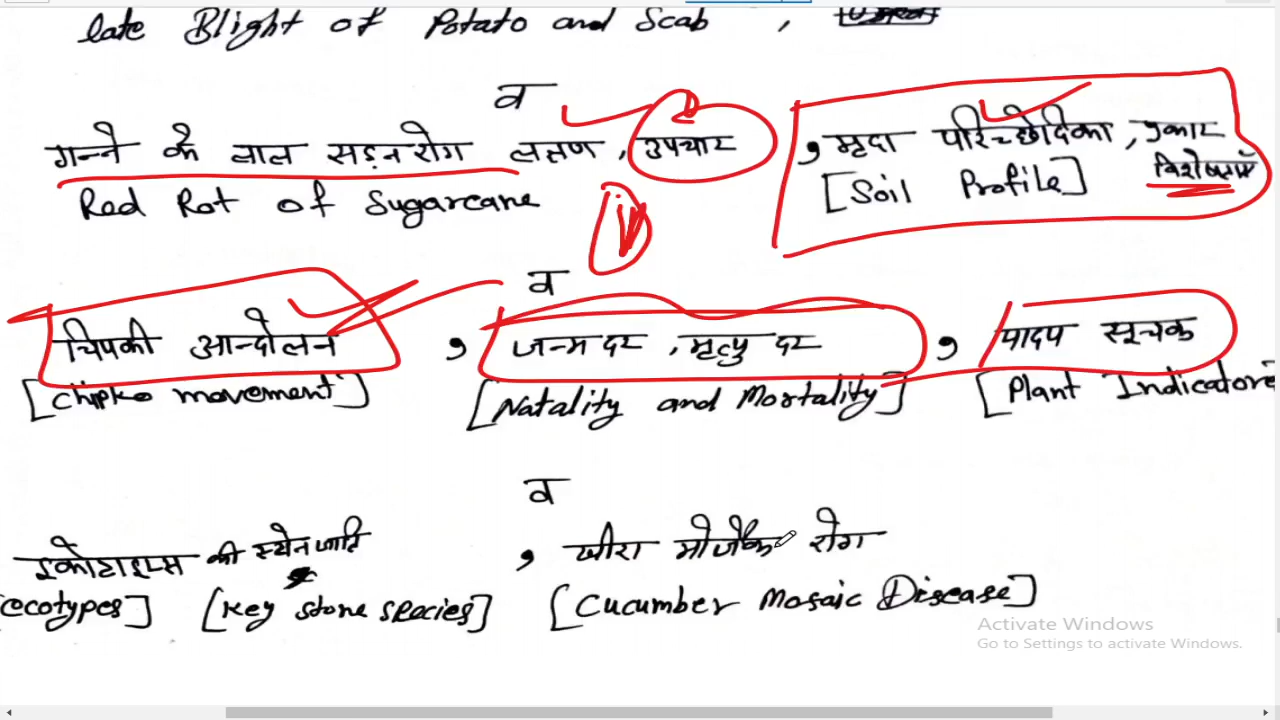 late Blight of Potato and Scab ,
व
गन्ने के लाल सड़न रोग लक्षण , उपचार , मृदा परिच्छेदिका , प्रकार
विशेषताएँ
Red Rot of Sugarcane [Soil Profile]
व
चिपकी आन्दोलन , जन्म दर , मृत्यु दर , पादप सूचक
[Chipko movement] [Natality and Mortality] [Plant Indicators
व
इकोटाइप्स की , खीरा मोजेक रोग
[ecotypes] [Key stone species] [Cucumber Mosaic Disease]
Activate Windows
Go to Settings to activate Windows.